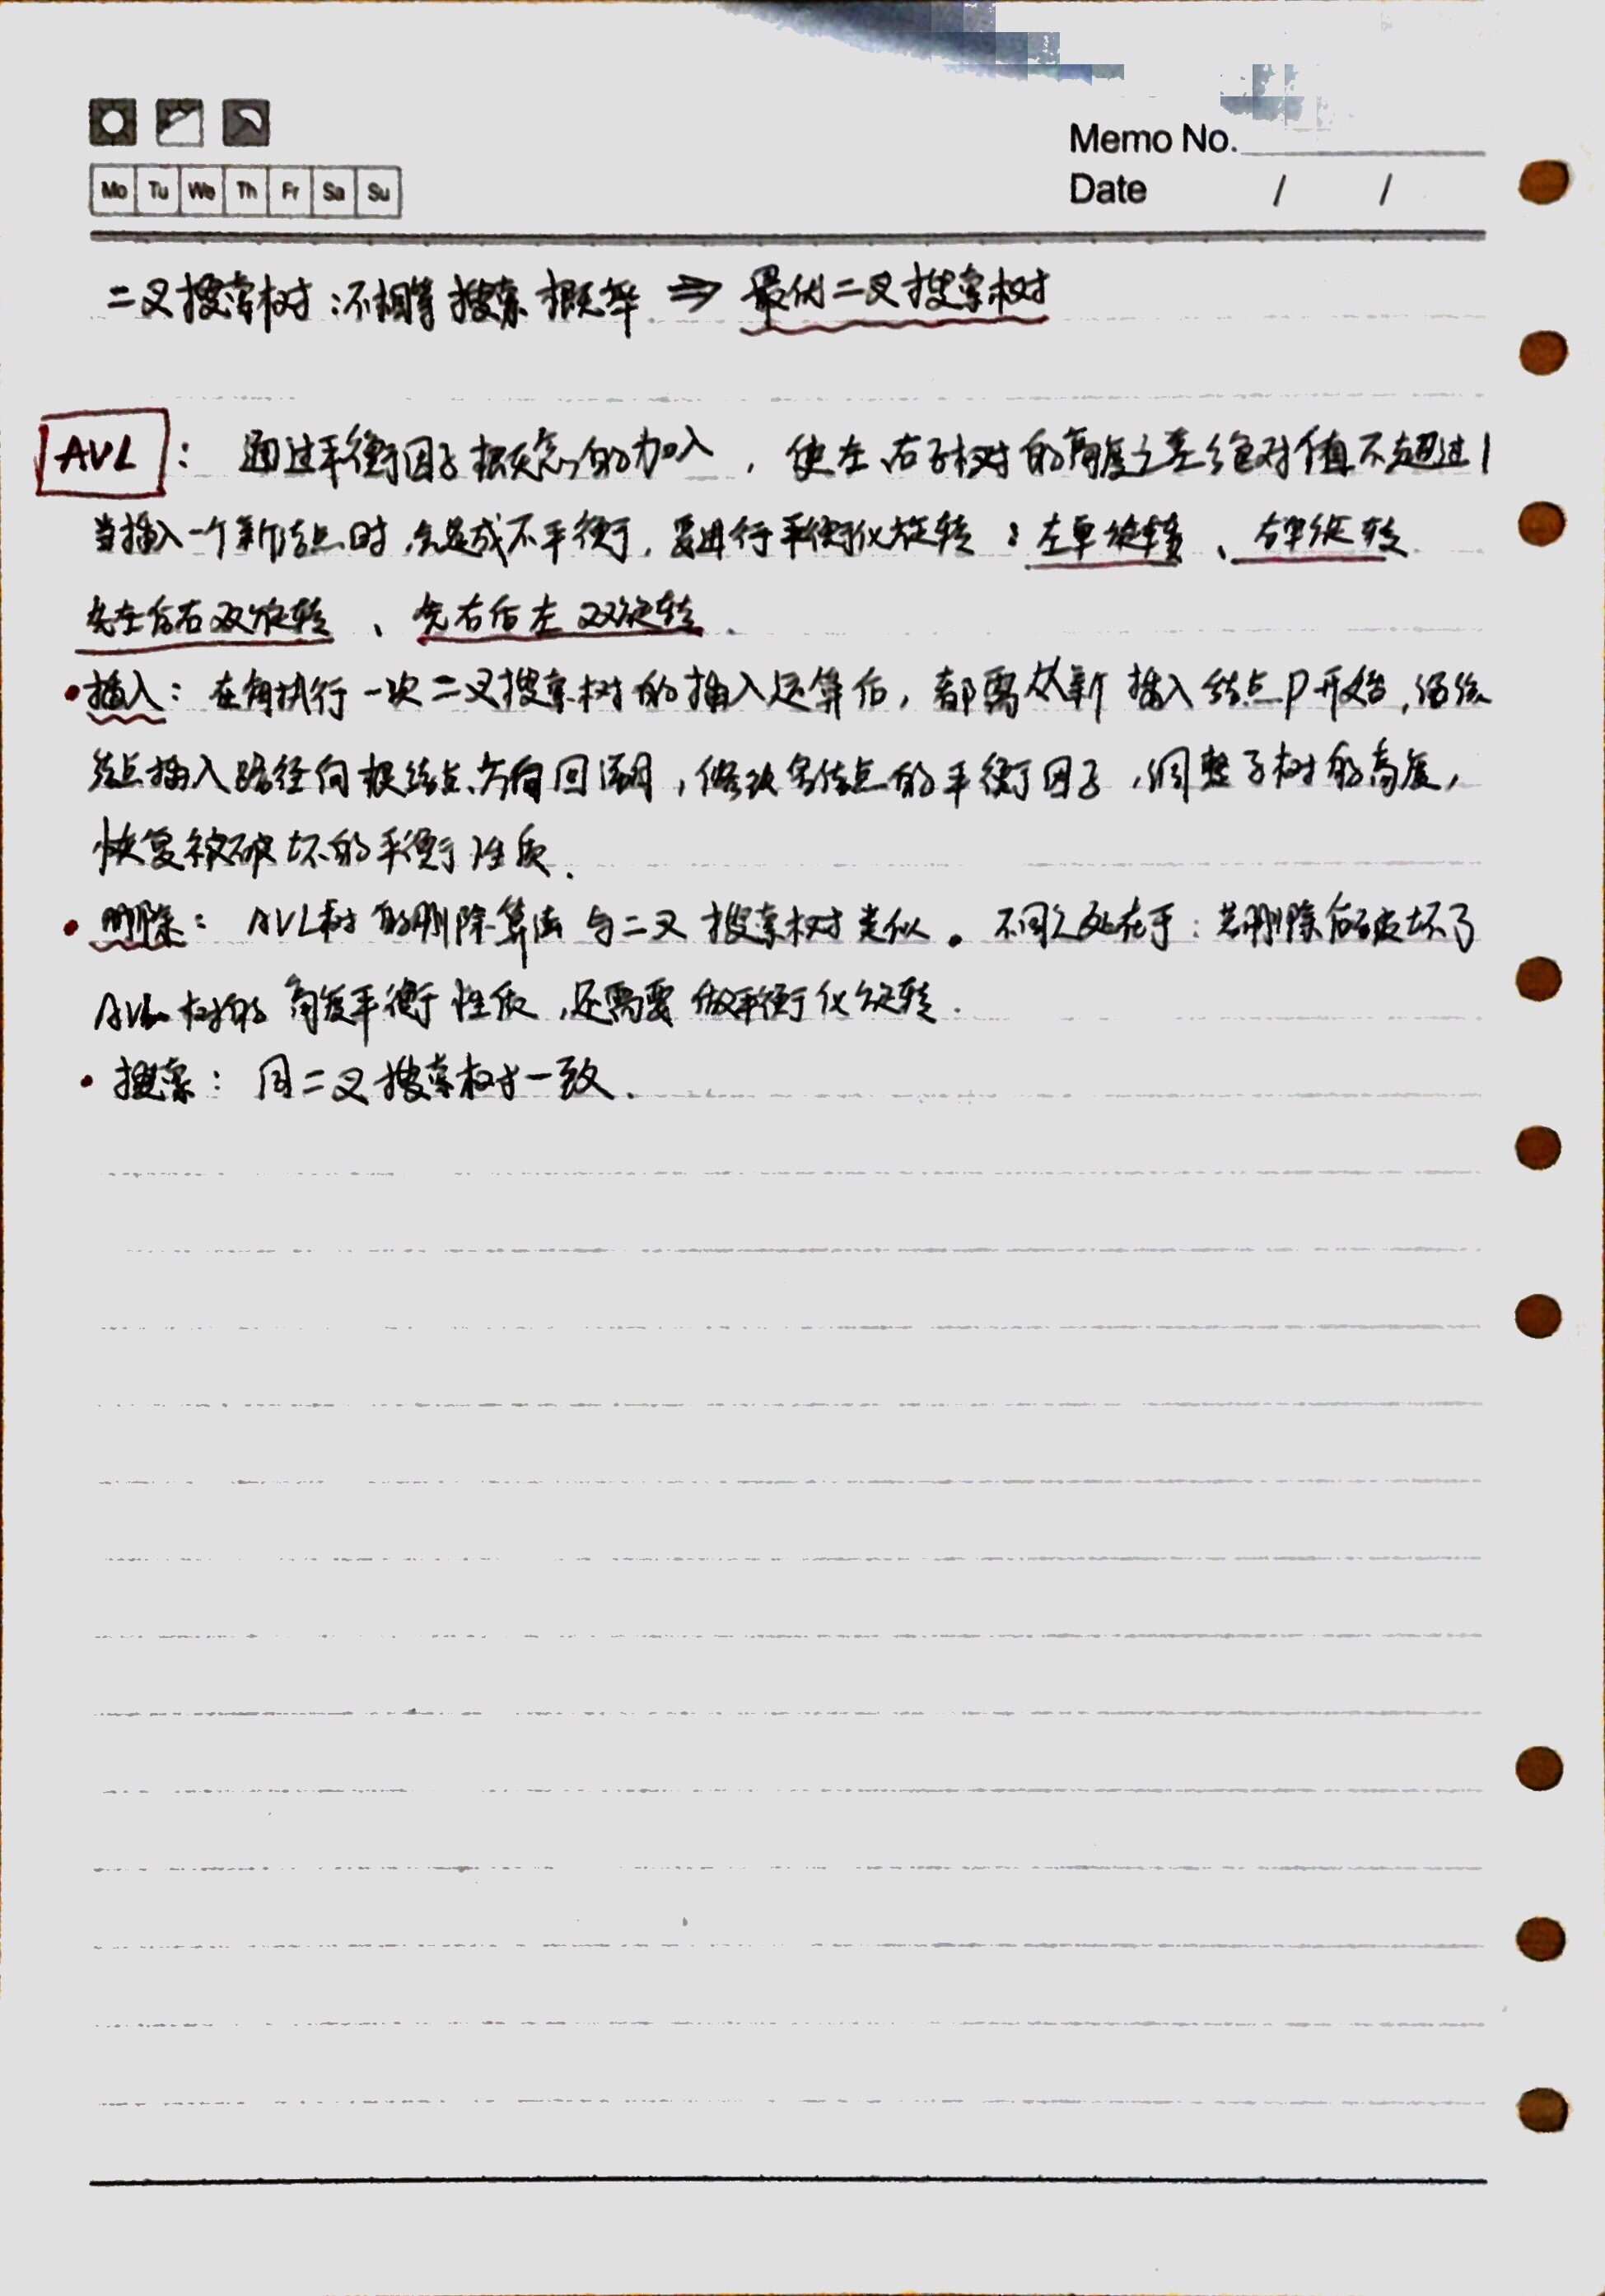 Memo No.
Mo Tu We Th Fr Sa Su
Date / /
二叉搜索树：不相等搜索概率 ⇒ 最优二叉搜索树
AVL： 通过平衡因子概念的加入，使左、右子树的高度之差绝对值不超过1
当插入一个新结点时，会造成不平衡，要进行平衡化旋转：左单旋转、右单旋转
先左后右双旋转、先右后左双旋转.
•插入：在每执行一次二叉搜索树的插入运算后，都需从新插入结点P开始，沿该
结点插入路径向根结点方向回溯，修改各结点的平衡因子，调整子树的高度，
恢复被破坏的平衡性质.
•删除：AVL树的删除算法与二叉搜索树类似。不同之处在于：若删除后破坏了
AVL树的高度平衡性质，还需要做平衡化旋转.
•搜索：同二叉搜索树一致.